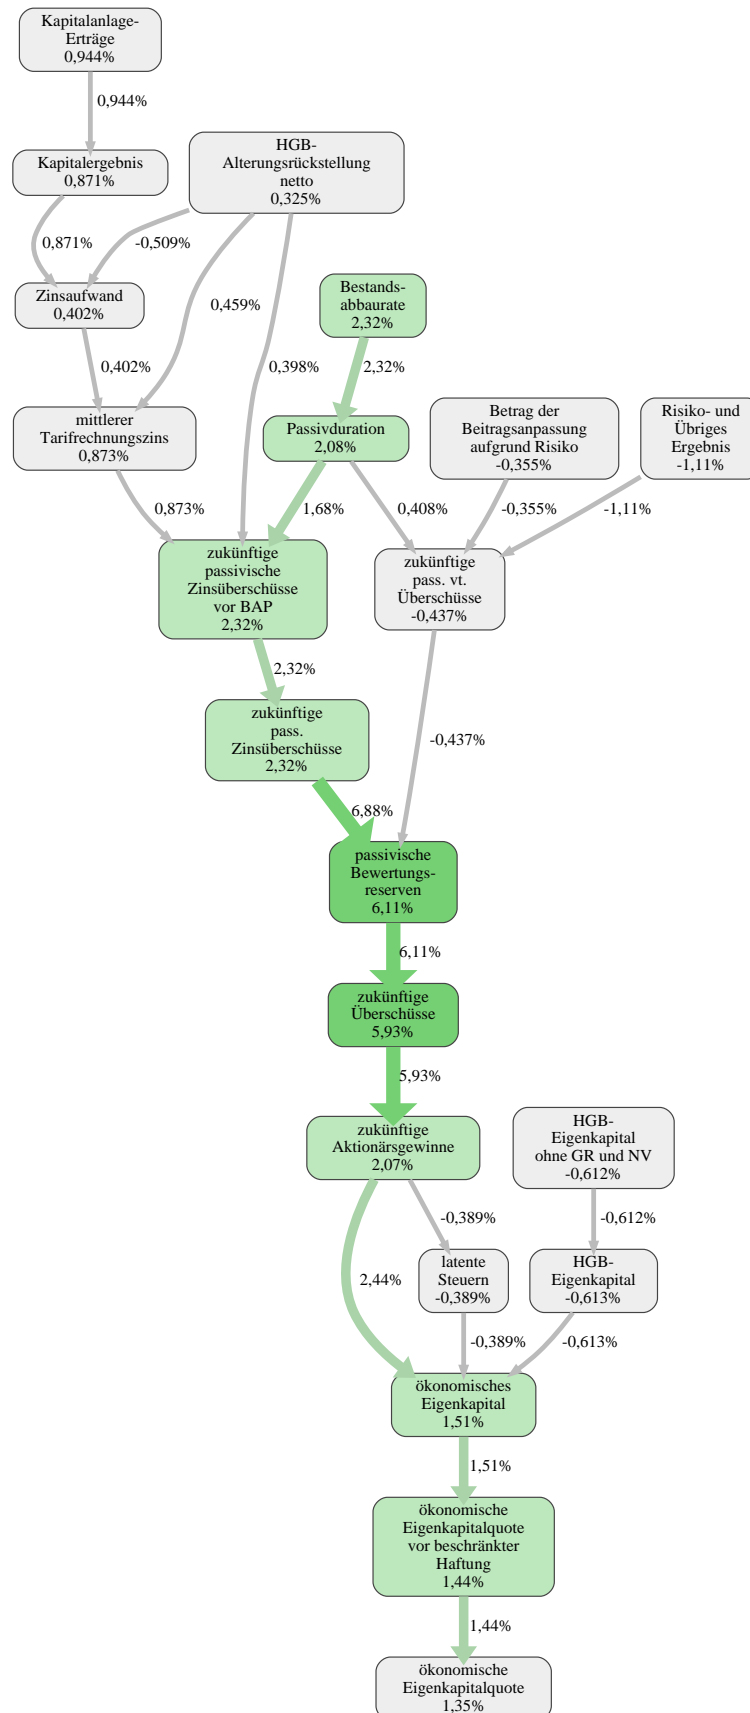 Kapitalanlage-
Erträge
0,944%
0,944%
Kapitalergebnis
0,871%
HGB-
Alterungsrückstellung
netto
0,325%
0,871%
-0,509%
Zinsaufwand
0,402%
0,459%
Bestands-
abbaurate
2,32%
0,402%
0,398%
2,32%
mittlerer
Tarifrechnungszins
0,873%
Passivduration
2,08%
Betrag der
Beitragsanpassung
aufgrund Risiko
-0,355%
Risiko- und
Übriges
Ergebnis
-1,11%
0,873%
1,68%
0,408%
-0,355%
-1,11%
zukünftige
passivische
Zinsüberschüsse
vor BAP
2,32%
zukünftige
pass. vt.
Überschüsse
-0,437%
2,32%
zukünftige
pass.
Zinsüberschüsse
2,32%
-0,437%
6,88%
passivische
Bewertungs-
reserven
6,11%
6,11%
zukünftige
Überschüsse
5,93%
5,93%
zukünftige
Aktionärsgewinne
2,07%
HGB-
Eigenkapital
ohne GR und NV
-0,612%
-0,389%
-0,612%
2,44%
latente
Steuern
-0,389%
HGB-
Eigenkapital
-0,613%
-0,389%
-0,613%
ökonomisches
Eigenkapital
1,51%
1,51%
ökonomische
Eigenkapitalquote
vor beschränkter
Haftung
1,44%
1,44%
ökonomische
Eigenkapitalquote
1,35%